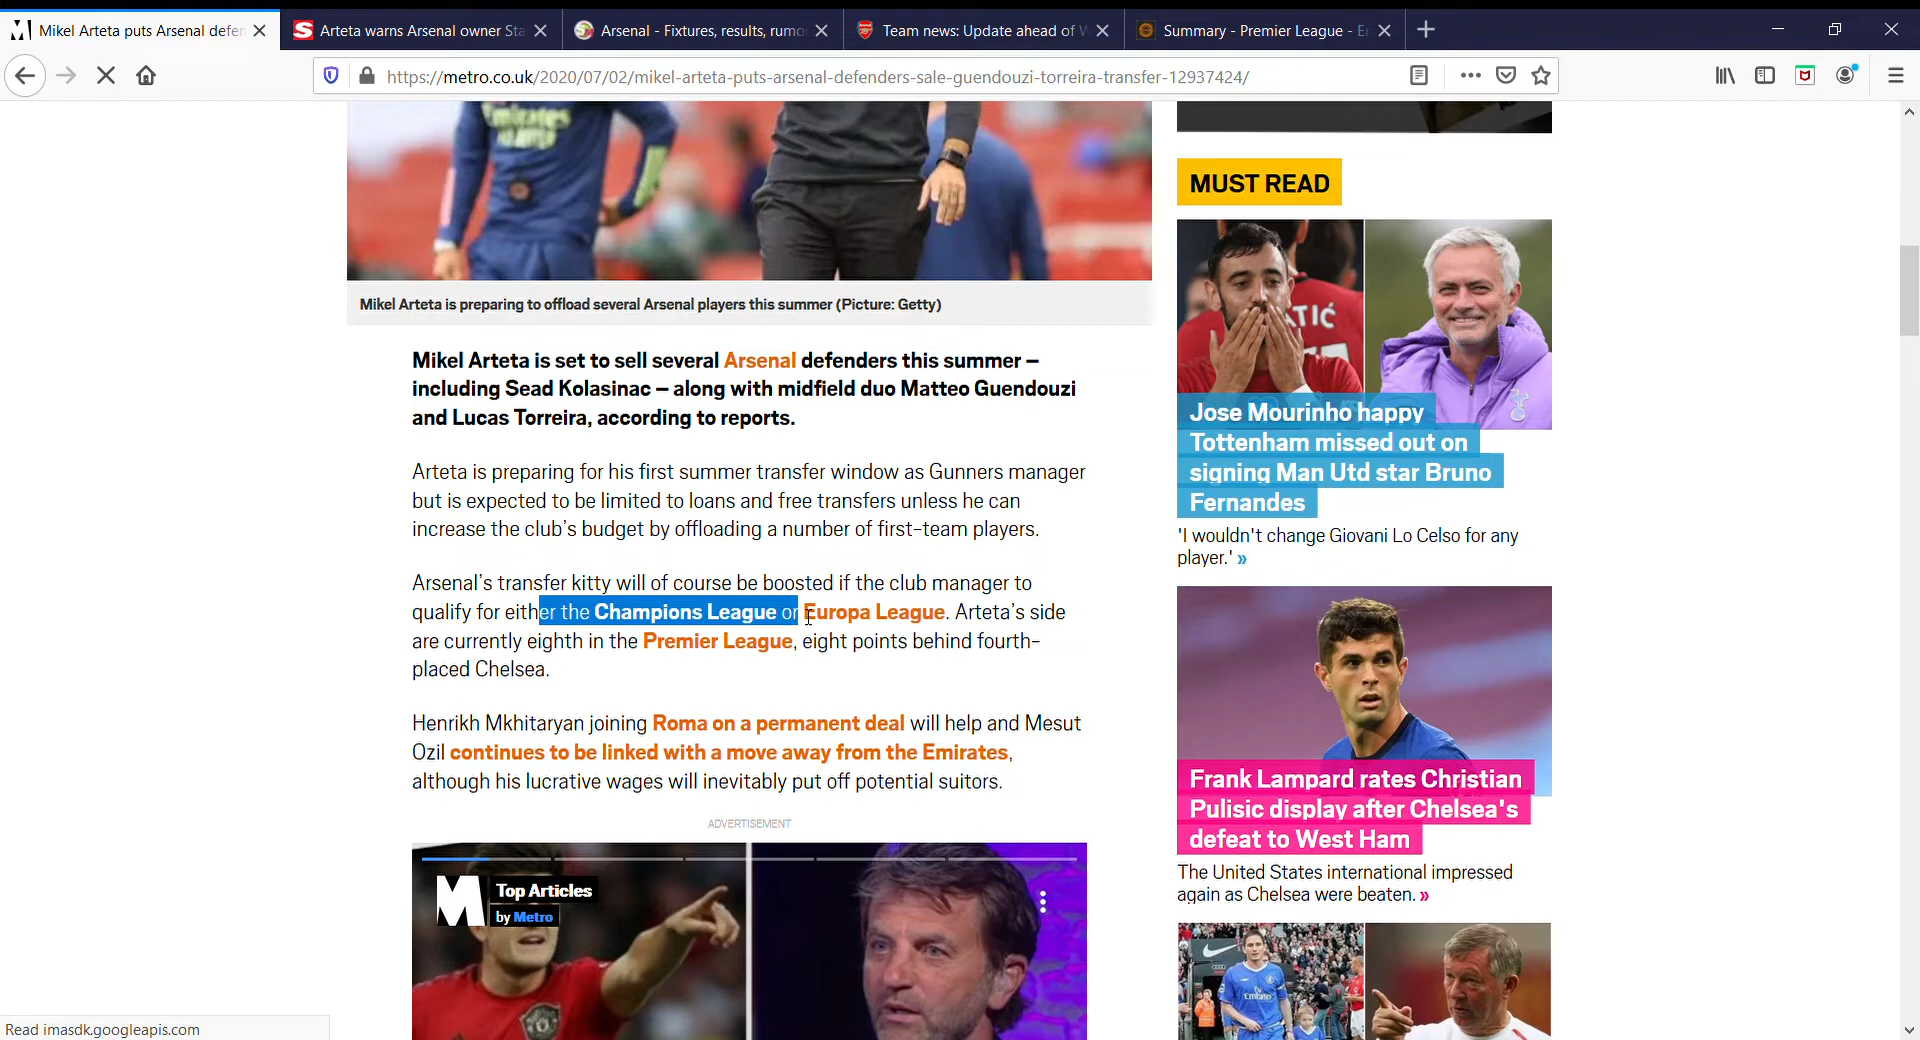 Mikel Arteta puts Arsenal defen
Arteta warns Arsenal owner Sta
Arsenal - Fixtures, results, rumo
Team news: Update ahead of W
Summary - Premier League - E
https://metro.co.uk/2020/07/02/mikel-arteta-puts-arsenal-defenders-sale-guendouzi-torreira-transfer-12937424/
Emirates
Mikel Arteta is preparing to offload several Arsenal players this summer (Picture: Getty)
Mikel Arteta is set to sell several Arsenal defenders this summer –
including Sead Kolasinac – along with midfield duo Matteo Guendouzi
and Lucas Torreira, according to reports.
Arteta is preparing for his first summer transfer window as Gunners manager
but is expected to be limited to loans and free transfers unless he can
increase the club's budget by offloading a number of first-team players.
Arsenal's transfer kitty will of course be boosted if the club manager to
qualify for either the Champions League or Europa League. Arteta's side
are currently eighth in the Premier League, eight points behind fourth-
placed Chelsea.
Henrikh Mkhitaryan joining Roma on a permanent deal will help and Mesut
Ozil continues to be linked with a move away from the Emirates,
although his lucrative wages will inevitably put off potential suitors.
ADVERTISEMENT
Top Articles
by Metro
MUST READ
TIĆ
Jose Mourinho happy
Tottenham missed out on
signing Man Utd star Bruno
Fernandes
'I wouldn't change Giovani Lo Celso for any
player.' »
Frank Lampard rates Christian
Pulisic display after Chelsea's
defeat to West Ham
The United States international impressed
again as Chelsea were beaten. »
Read imasdk.googleapis.com